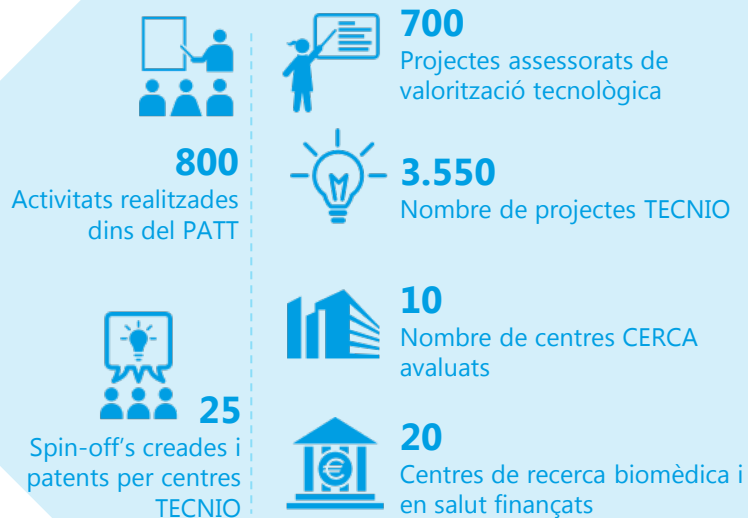 800
Activitats realitzades
dins del PATT
25
Spin-off's creades i
patents per centres
TECNIO
700
Projectes assessorats de
valorització tecnològica
3.550
Nombre de projectes TECNIO
10
Nombre de centres CERCA
avaluats
20
Centres de recerca biomèdica i
en salut finançats